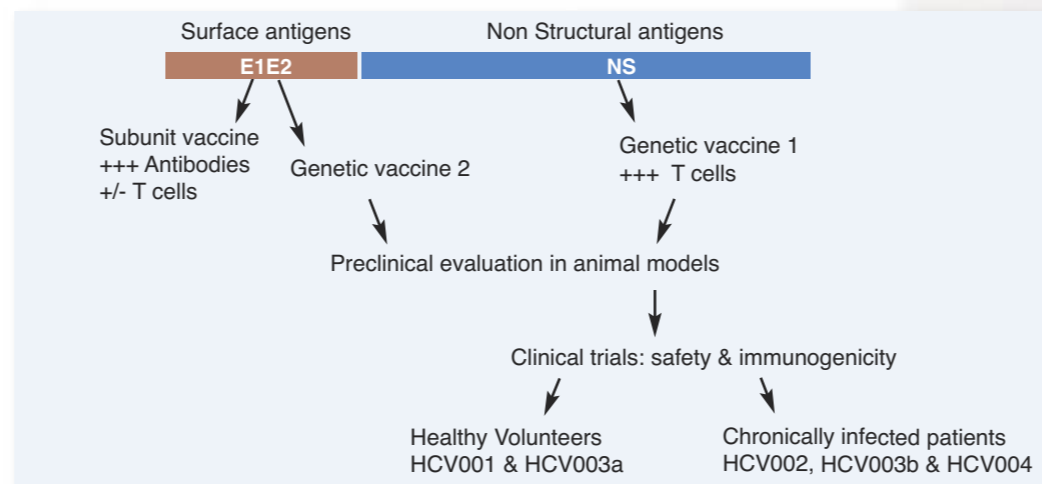 Surface antigens
Non Structural antigens
E1E2
NS
Subunit vaccine
+++ Antibodies
+/- T cells
Genetic vaccine 2
Genetic vaccine 1
+++ T cells
Preclinical evaluation in animal models
Clinical trials: safety & immunogenicity
Healthy Volunteers
HCV001 & HCV003a
Chronically infected patients
HCV002, HCV003b & HCV004